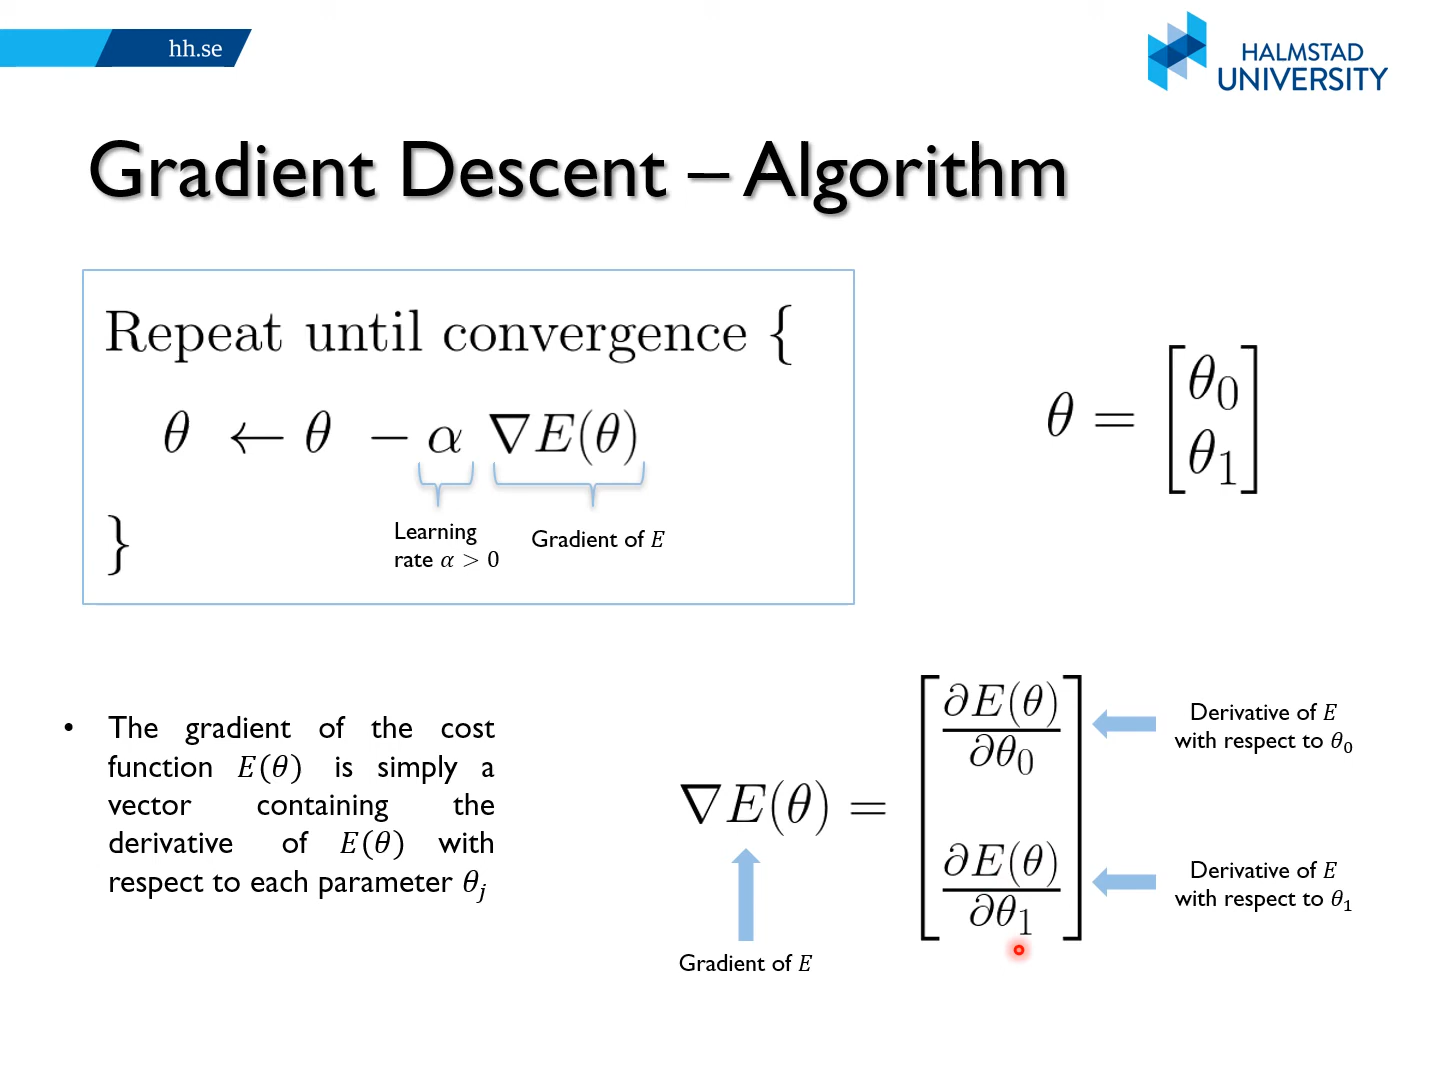 hh.se
HALMSTAD
UNIVERSITY
Gradient Descent – Algorithm
Repeat until convergence {
θ ← θ − α ∇E(θ)
Learning
rate α > 0
Gradient of E
}
θ = [θ₀
θ₁]
• The gradient of the cost
function E(θ) is simply a
vector containing the
derivative of E(θ) with
respect to each parameter θⱼ
∇E(θ) = [∂E(θ)/∂θ₀
∂E(θ)/∂θ₁]
Gradient of E
Derivative of E
with respect to θ₀
Derivative of E
with respect to θ₁